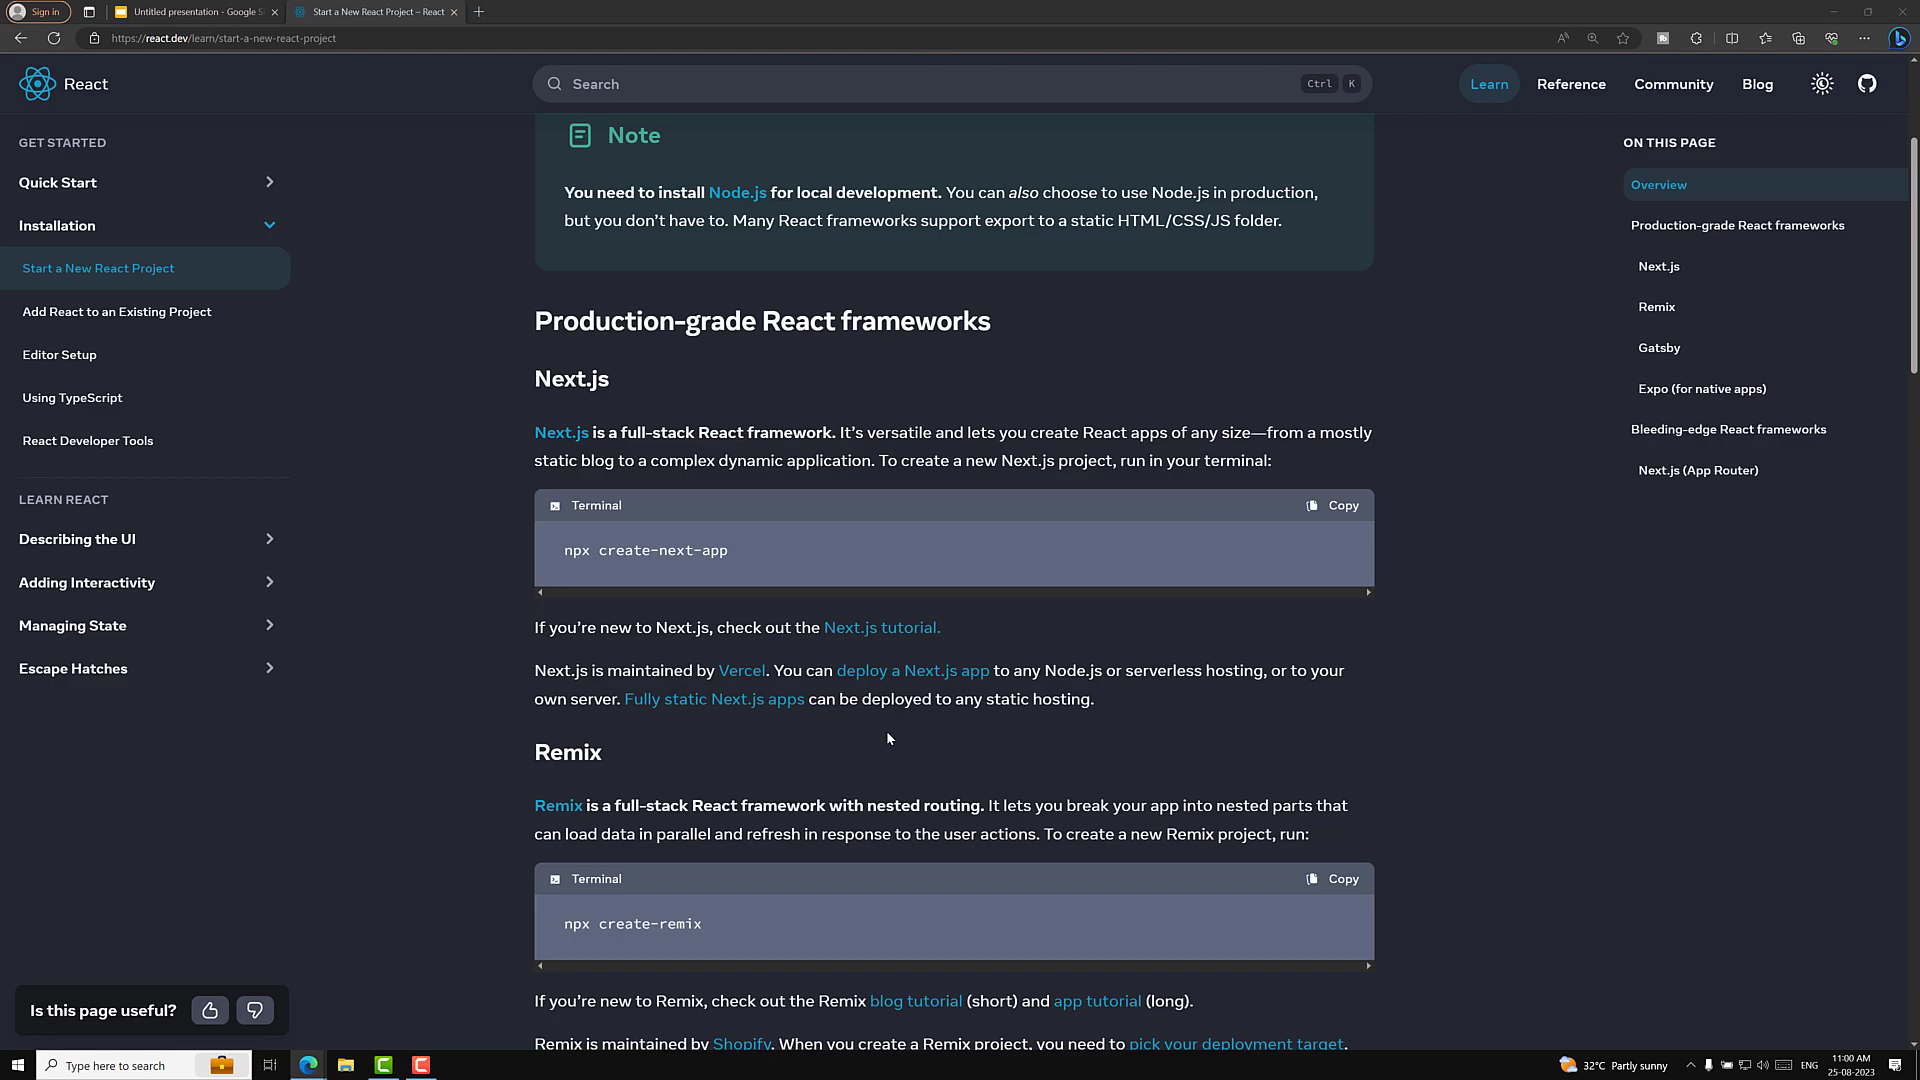 Sign in
Untitled presentation - Google S
Start a New React Project – React
https://react.dev/learn/start-a-new-react-project
React
Search
Ctrl K
Learn
Reference
Community
Blog
GET STARTED
Quick Start
Installation
Start a New React Project
Add React to an Existing Project
Editor Setup
Using TypeScript
React Developer Tools
LEARN REACT
Describing the UI
Adding Interactivity
Managing State
Escape Hatches
Is this page useful?
Note
You need to install Node.js for local development. You can also choose to use Node.js in production,
but you don’t have to. Many React frameworks support export to a static HTML/CSS/JS folder.
Production-grade React frameworks
Next.js
Next.js is a full-stack React framework. It’s versatile and lets you create React apps of any size—from a mostly
static blog to a complex dynamic application. To create a new Next.js project, run in your terminal:
Terminal
Copy
npx create-next-app
If you’re new to Next.js, check out the Next.js tutorial.
Next.js is maintained by Vercel. You can deploy a Next.js app to any Node.js or serverless hosting, or to your
own server. Fully static Next.js apps can be deployed to any static hosting.
Remix
Remix is a full-stack React framework with nested routing. It lets you break your app into nested parts that
can load data in parallel and refresh in response to the user actions. To create a new Remix project, run:
Terminal
Copy
npx create-remix
If you’re new to Remix, check out the Remix blog tutorial (short) and app tutorial (long).
Remix is maintained by Shopify. When you create a Remix project, you need to pick your deployment target.
ON THIS PAGE
Overview
Production-grade React frameworks
Next.js
Remix
Gatsby
Expo (for native apps)
Bleeding-edge React frameworks
Next.js (App Router)
Type here to search
32°C Partly sunny
ENG
11:00 AM
25-08-2023